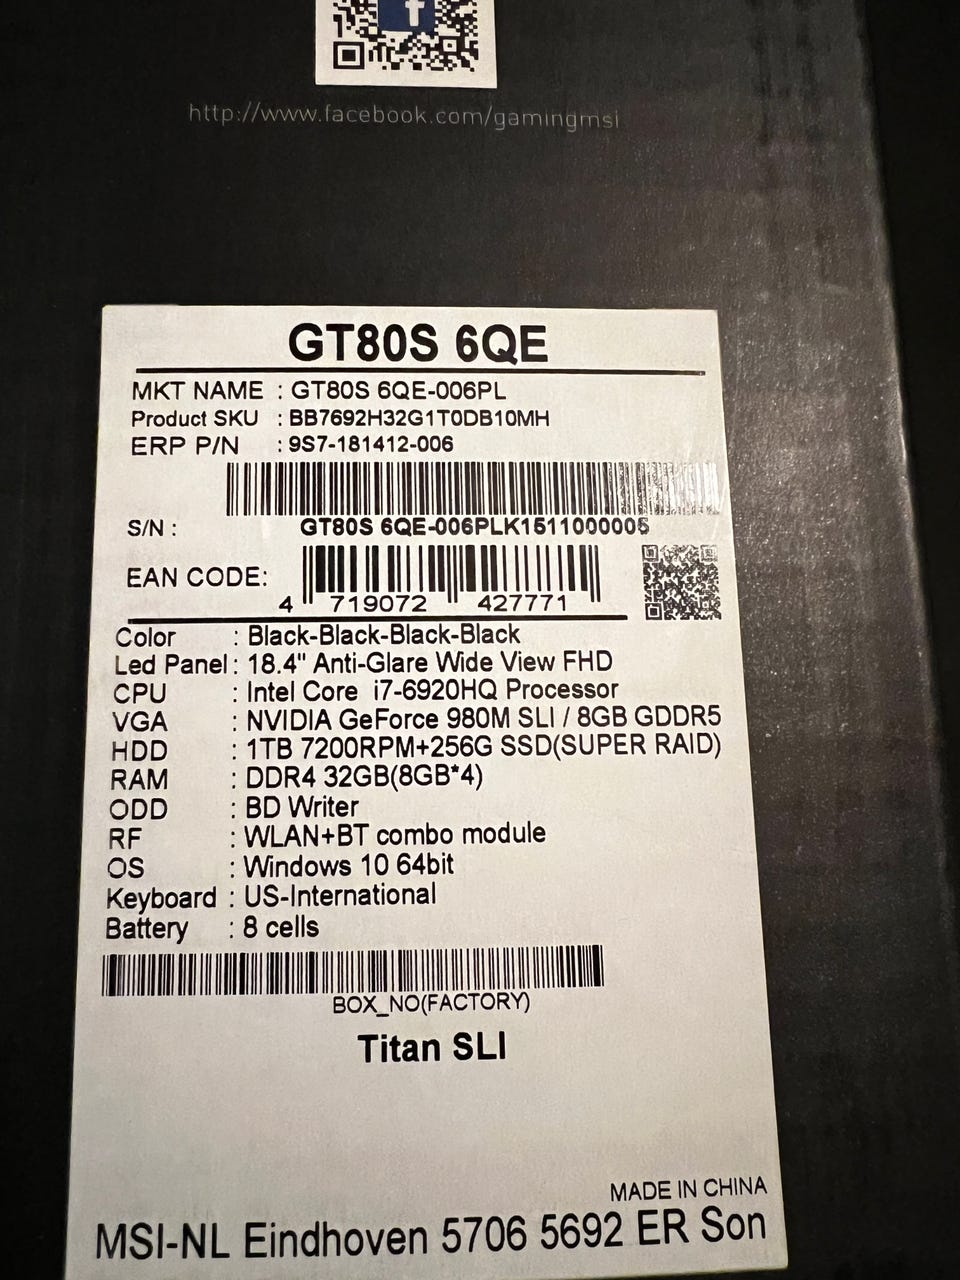 f
http://www.facebook.com/gamingmsi
GT80S 6QE
MKT NAME : GT80S 6QE-006PL
Product SKU : BB7692H32G1T0DB10MH
ERP P/N : 9S7-181412-006
S/N : GT80S 6QE-006PLK1511000005
EAN CODE: 4 719072 427771
Color : Black-Black-Black-Black
Led Panel : 18.4" Anti-Glare Wide View FHD
CPU : Intel Core i7-6920HQ Processor
VGA : NVIDIA GeForce 980M SLI / 8GB GDDR5
HDD : 1TB 7200RPM+256G SSD(SUPER RAID)
RAM : DDR4 32GB(8GB*4)
ODD : BD Writer
RF : WLAN+BT combo module
OS : Windows 10 64bit
Keyboard : US-International
Battery : 8 cells
BOX_NO(FACTORY)
Titan SLI
MADE IN CHINA
MSI-NL Eindhoven 5706 5692 ER Son